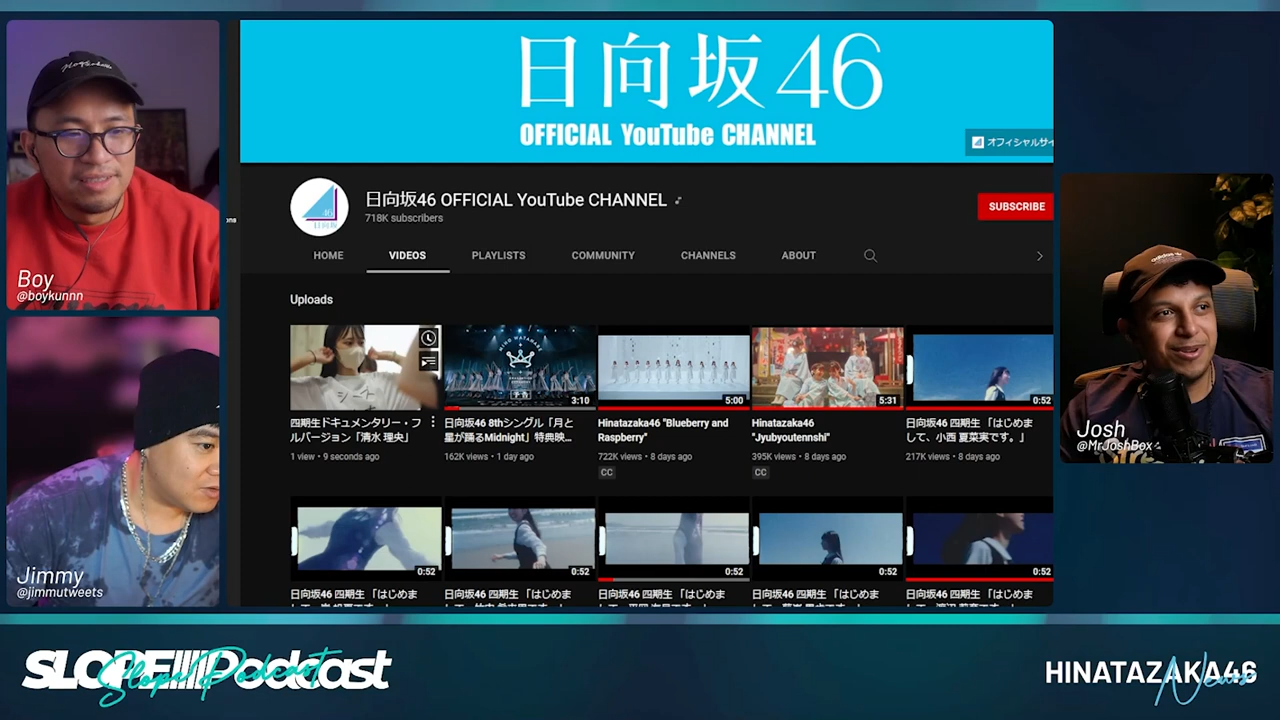 日向坂46
OFFICIAL YouTube CHANNEL
オフィシャルサイ
日向坂46 OFFICIAL YouTube CHANNEL
718K subscribers
SUBSCRIBE
HOME
VIDEOS
PLAYLISTS
COMMUNITY
CHANNELS
ABOUT
Uploads
3:10
5:00
5:31
0:52
四期生ドキュメンタリー・フ
ルバージョン「清水 理央」
1 view • 9 seconds ago
日向坂46 8thシングル「月と
星が踊るMidnight」特典映...
162K views • 1 day ago
Hinatazaka46 "Blueberry and
Raspberry"
722K views • 8 days ago
CC
Hinatazaka46
"Jyubyoutennshi"
395K views • 8 days ago
CC
日向坂46 四期生 「はじめま
して、小西 夏菜実です。」
217K views • 8 days ago
0:52
0:52
0:52
0:52
0:52
日向坂46 四期生 「はじめま
日向坂46 四期生 「はじめま
日向坂46 四期生 「はじめま
日向坂46 四期生 「はじめま
日向坂46 四期生 「はじめま
Boy
@boykunnn
Jimmy
@jimmutweets
Josh
@MrJoshBox
SLOPE Podcast
Slope Podcast
HINATAZAKA46
News